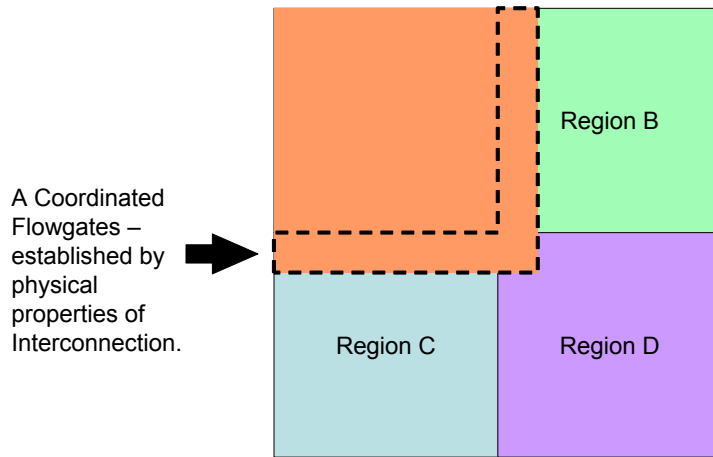 Region B
A Coordinated
Flowgates –
established by
physical
properties of
Interconnection.
Region C
Region D